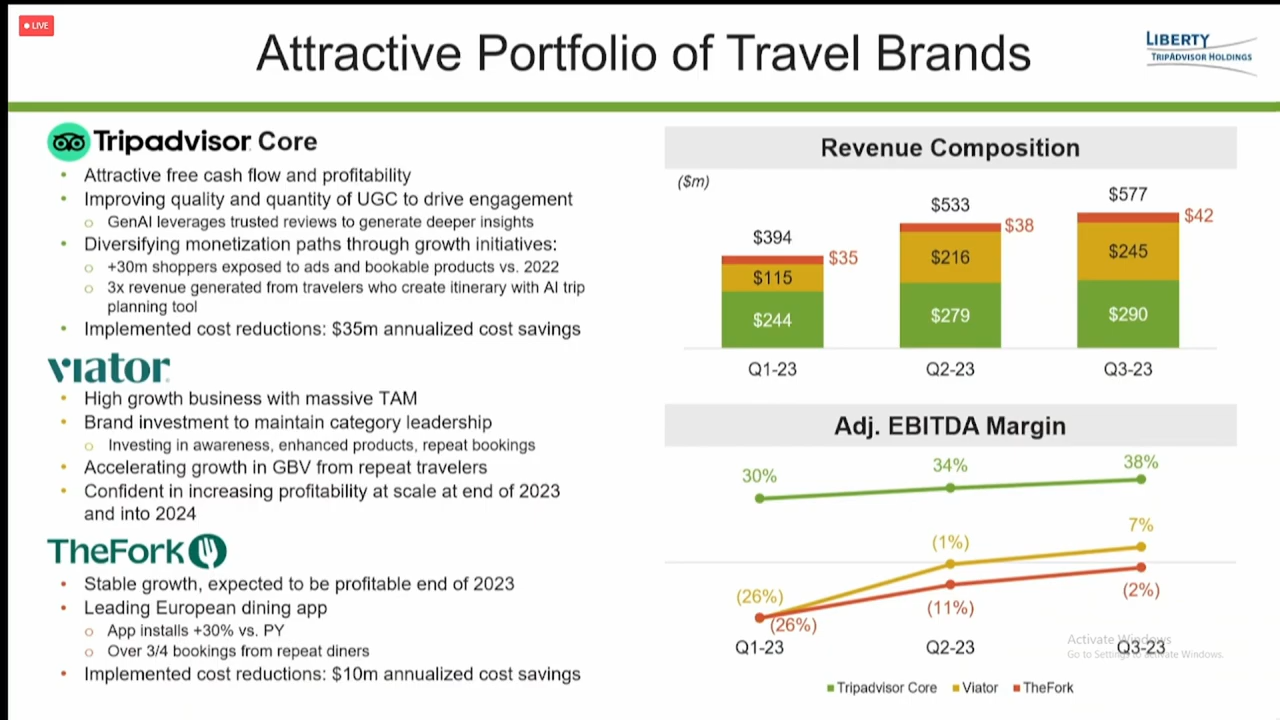 LIVE
Attractive Portfolio of Travel Brands
LIBERTY
TRIPADVISOR HOLDINGS
Tripadvisor Core
• Attractive free cash flow and profitability
• Improving quality and quantity of UGC to drive engagement
o GenAI leverages trusted reviews to generate deeper insights
• Diversifying monetization paths through growth initiatives:
o +30m shoppers exposed to ads and bookable products vs. 2022
o 3x revenue generated from travelers who create itinerary with AI trip
planning tool
• Implemented cost reductions: $35m annualized cost savings
viator
• High growth business with massive TAM
• Brand investment to maintain category leadership
o Investing in awareness, enhanced products, repeat bookings
• Accelerating growth in GBV from repeat travelers
• Confident in increasing profitability at scale at end of 2023
and into 2024
TheFork
• Stable growth, expected to be profitable end of 2023
• Leading European dining app
o App installs +30% vs. PY
o Over 3/4 bookings from repeat diners
• Implemented cost reductions: $10m annualized cost savings
Revenue Composition
($m)
$394 $533 $577
$35 $38 $42
$115 $216 $245
$244 $279 $290
Q1-23 Q2-23 Q3-23
Adj. EBITDA Margin
30% 34% 38%
(26%) (1%) 7%
(26%) (11%) (2%)
Q1-23 Q2-23 Q3-23
Activate Windows
Go to Settings to activate Windows.
Tripadvisor Core Viator TheFork